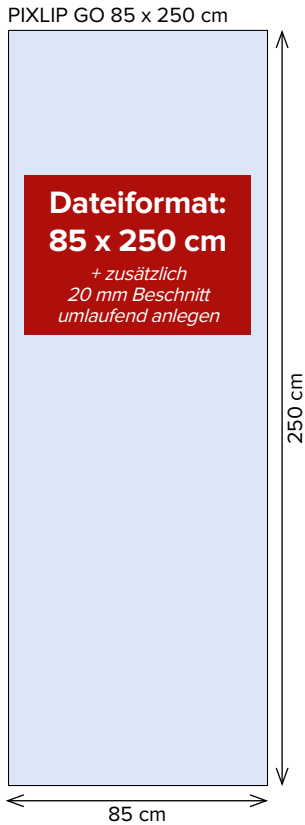 PIXLIP GO 85 x 250 cm
Dateiformat:
85 x 250 cm
+ zusätzlich
20 mm Beschnitt
umlaufend anlegen
250 cm
85 cm